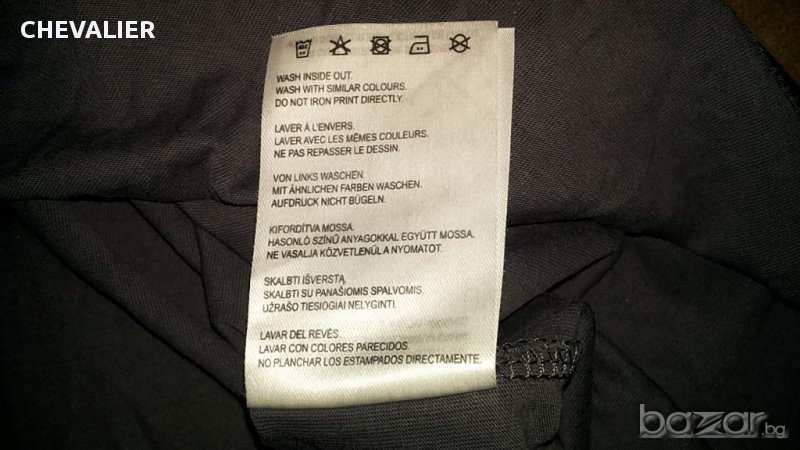 CHEVALIER
WASH INSIDE OUT.
WASH WITH SIMILAR COLOURS.
DO NOT IRON PRINT DIRECTLY.
LAVER À L'ENVERS.
LAVER AVEC LES MÊMES COULEURS.
NE PAS REPASSER LE DESSIN.
VON LINKS WASCHEN.
MIT ÄHNLICHEN FARBEN WASCHEN.
AUFDRUCK NICHT BÜGELN.
KIFORDÍTVA MOSSA.
HASONLÓ SZÍNŰ ANYAGOKKAL EGYÜTT MOSSA.
NE VASALJA KÖZVETLENÜL A NYOMATOT.
SKALBTI IŠVERSTĄ.
SKALBTI SU PANAŠIOMIS SPALVOMIS.
UŽRAŠO TIESIOGIAI NELYGINTI.
LAVAR DEL REVÉS.
LAVAR CON COLORES PARECIDOS.
NO PLANCHAR LOS ESTAMPADOS DIRECTAMENTE.
bazar.bg